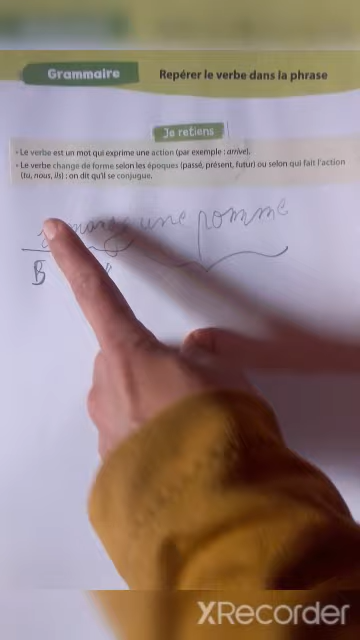 Grammaire
Repérer le verbe dans la phrase
Je retiens
• Le verbe est un mot qui exprime une action (par exemple : arrive).
• Le verbe change de forme selon les époques (passé, présent, futur) ou selon qui fait l'action
(tu, nous, ils) : on dit qu'il se conjugue.
une pomme
B
XRecorder